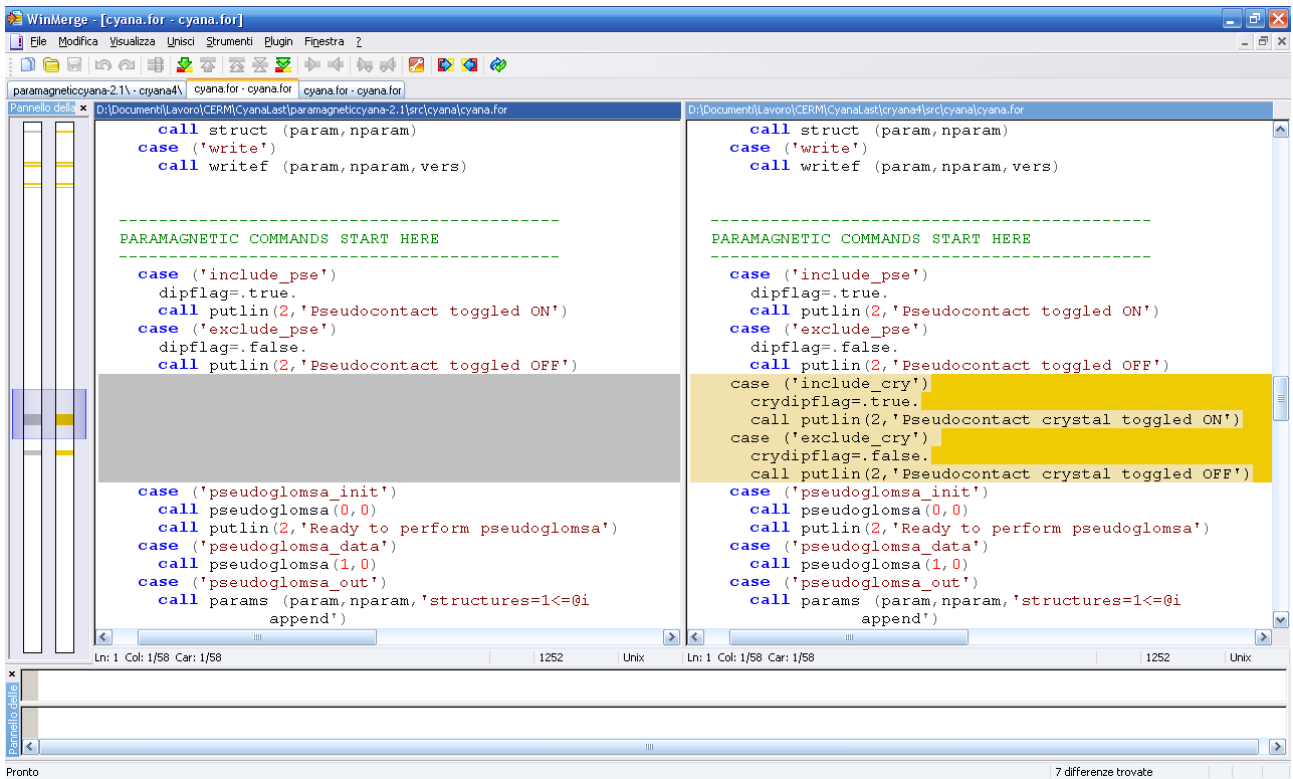 WinMerge - [cyana.for - cyana.for]
File Modifica Visualizza Unisci Strumenti Plugin Finestra ?
paramagneticcyana-2.1\ - cryana4\ cyana.for - cyana.for cyana.for - cyana.for
Pannello della
D:\Documenti\Lavoro\CERM\CyanaLast\paramagneticcyana-2.1\src\cyana\cyana.for
call struct (param,nparam)
case ('write')
call writef (param,nparam,vers)
--------------------------------------------
PARAMAGNETIC COMMANDS START HERE
--------------------------------------------
case ('include_pse')
dipflag=.true.
call putlin(2,'Pseudocontact toggled ON')
case ('exclude_pse')
dipflag=.false.
call putlin(2,'Pseudocontact toggled OFF')
case ('pseudoglomsa_init')
call pseudoglomsa(0,0)
call putlin(2,'Ready to perform pseudoglomsa')
case ('pseudoglomsa_data')
call pseudoglomsa(1,0)
case ('pseudoglomsa_out')
call params (param,nparam,'structures=1<=@i
append')
Ln: 1 Col: 1/58 Car: 1/58 1252 Unix
D:\Documenti\Lavoro\CERM\CyanaLast\cryana4\src\cyana\cyana.for
call struct (param,nparam)
case ('write')
call writef (param,nparam,vers)
--------------------------------------------
PARAMAGNETIC COMMANDS START HERE
--------------------------------------------
case ('include_pse')
dipflag=.true.
call putlin(2,'Pseudocontact toggled ON')
case ('exclude_pse')
dipflag=.false.
call putlin(2,'Pseudocontact toggled OFF')
case ('include_cry')
crydipflag=.true.
call putlin(2,'Pseudocontact crystal toggled ON')
case ('exclude_cry')
crydipflag=.false.
call putlin(2,'Pseudocontact crystal toggled OFF')
case ('pseudoglomsa_init')
call pseudoglomsa(0,0)
call putlin(2,'Ready to perform pseudoglomsa')
case ('pseudoglomsa_data')
call pseudoglomsa(1,0)
case ('pseudoglomsa_out')
call params (param,nparam,'structures=1<=@i
append')
Ln: 1 Col: 1/58 Car: 1/58 1252 Unix
Pannello delle
Pronto 7 differenze trovate